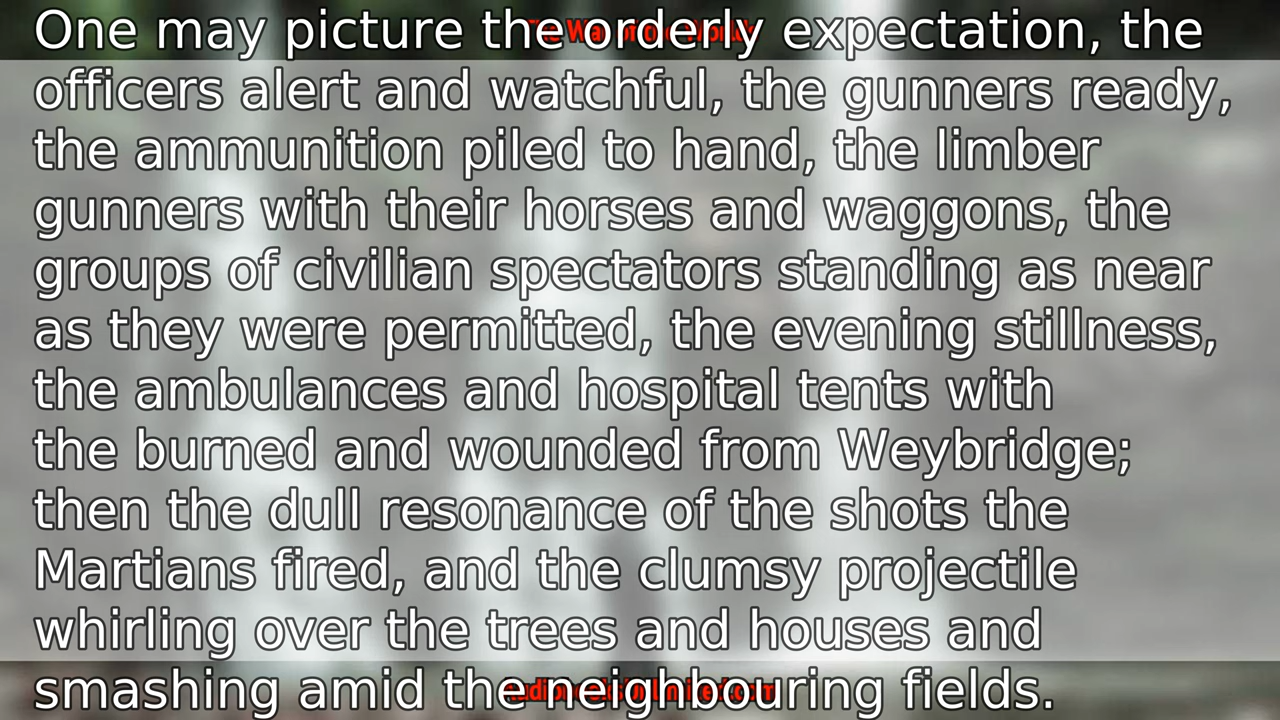 One may picture the orderly expectation, the
officers alert and watchful, the gunners ready,
the ammunition piled to hand, the limber
gunners with their horses and waggons, the
groups of civilian spectators standing as near
as they were permitted, the evening stillness,
the ambulances and hospital tents with
the burned and wounded from Weybridge;
then the dull resonance of the shots the
Martians fired, and the clumsy projectile
whirling over the trees and houses and
smashing amid the neighbouring fields.